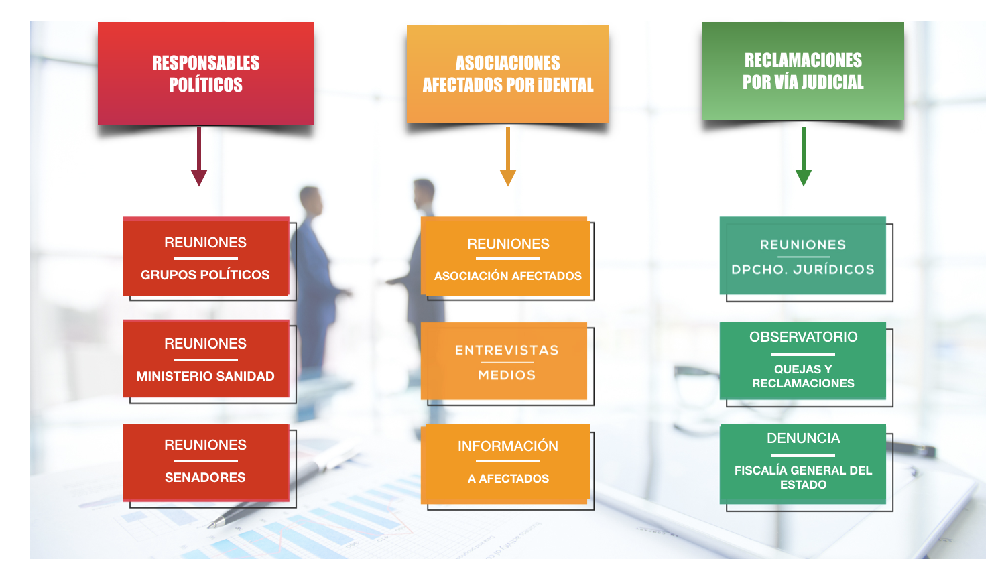 RESPONSABLES
POLÍTICOS
REUNIONES
GRUPOS POLÍTICOS
REUNIONES
MINISTERIO SANIDAD
REUNIONES
SENADORES
ASOCIACIONES
AFECTADOS POR iDENTAL
REUNIONES
ASOCIACIÓN AFECTADOS
ENTREVISTAS
MEDIOS
INFORMACIÓN
A AFECTADOS
RECLAMACIONES
POR VÍA JUDICIAL
REUNIONES
DPCHO. JURÍDICOS
OBSERVATORIO
QUEJAS Y
RECLAMACIONES
DENUNCIA
FISCALÍA GENERAL DEL
ESTADO